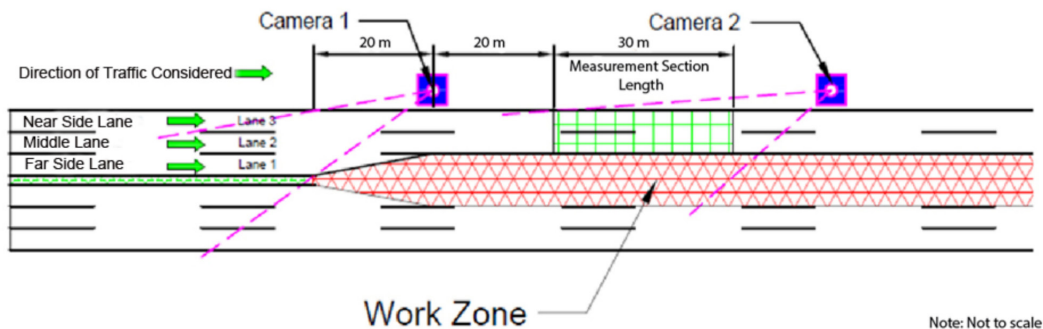 Camera 1
Camera 2
20 m
20 m
30 m
Direction of Traffic Considered
Measurement Section
Length
Near Side Lane
Lane 3
Middle Lane
Lane 2
Far Side Lane
Lane 1
Work Zone
Note: Not to scale